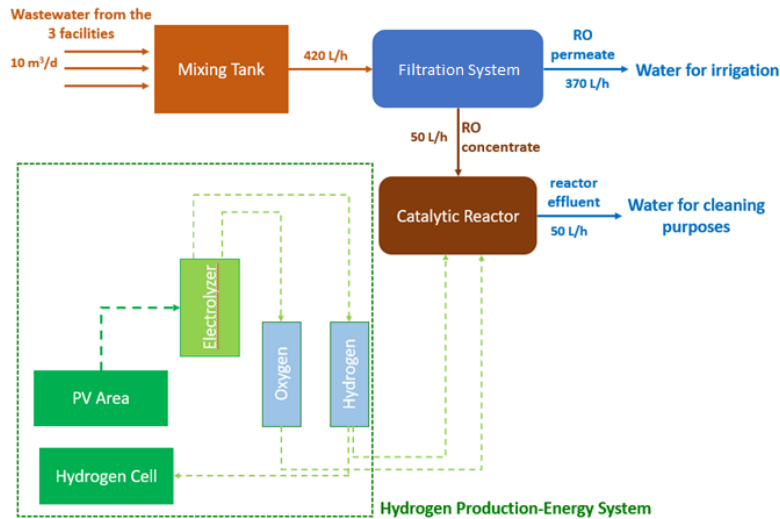 Wastewater from the
3 facilities
10 m³/d
Mixing Tank
420 L/h
Filtration System
RO
permeate
370 L/h
Water for irrigation
50 L/h
RO
concentrate
Catalytic Reactor
reactor
effluent
50 L/h
Water for cleaning
purposes
Electrolyzer
Oxygen
Hydrogen
PV Area
Hydrogen Cell
Hydrogen Production-Energy System